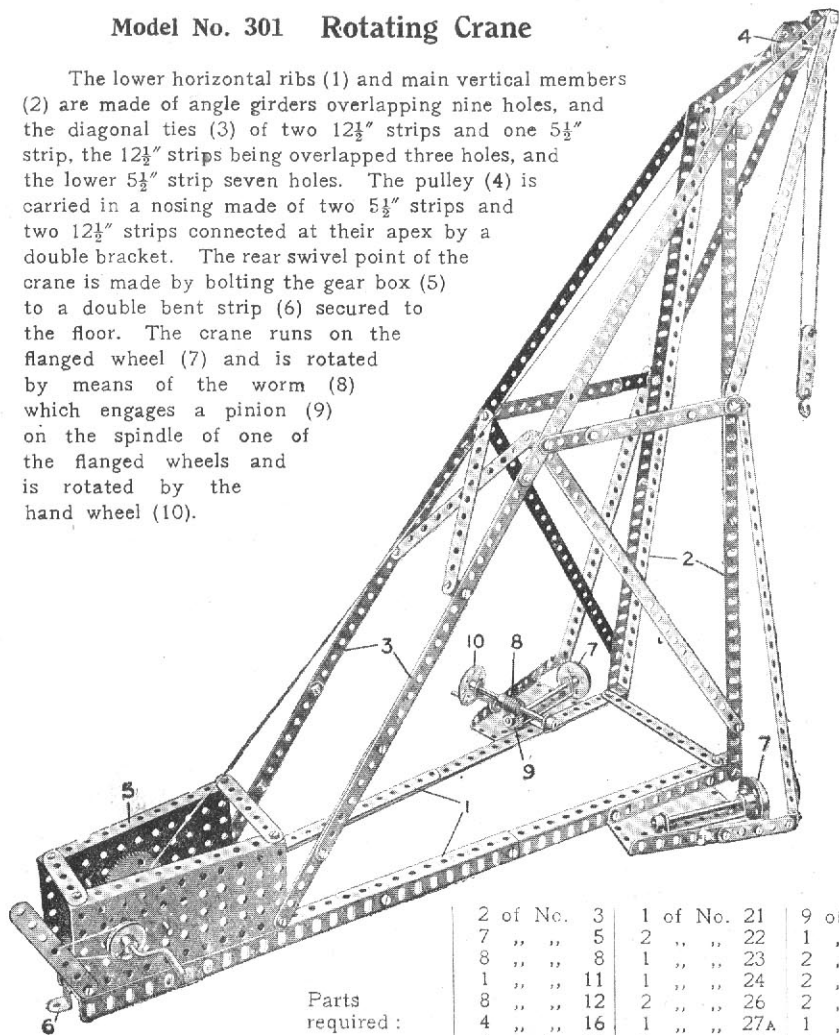 Model No. 301 Rotating Crane
The lower horizontal ribs (1) and main vertical members
(2) are made of angle girders overlapping nine holes, and
the diagonal ties (3) of two 12½″ strips and one 5½″
strip, the 12½″ strips being overlapped three holes, and
the lower 5½″ strip seven holes. The pulley (4) is
carried in a nosing made of two 5½″ strips and
two 12½″ strips connected at their apex by a
double bracket. The rear swivel point of the
crane is made by bolting the gear box (5)
to a double bent strip (6) secured to
the floor. The crane runs on the
flanged wheel (7) and is rotated
by means of the worm (8)
which engages a pinion (9)
on the spindle of one of
the flanged wheels and
is rotated by the
hand wheel (10).
4
2
3
10
8
7
9
7
5
1
6
Parts
required :
2 of No. 3
7 ,, ,, 5
8 ,, ,, 8
1 ,, ,, 11
8 ,, ,, 12
4 ,, ,, 16
1 of No. 21
2 ,, ,, 22
1 ,, ,, 23
1 ,, ,, 24
2 ,, ,, 26
1 ,, ,, 27A
9
1
2
2
2
1